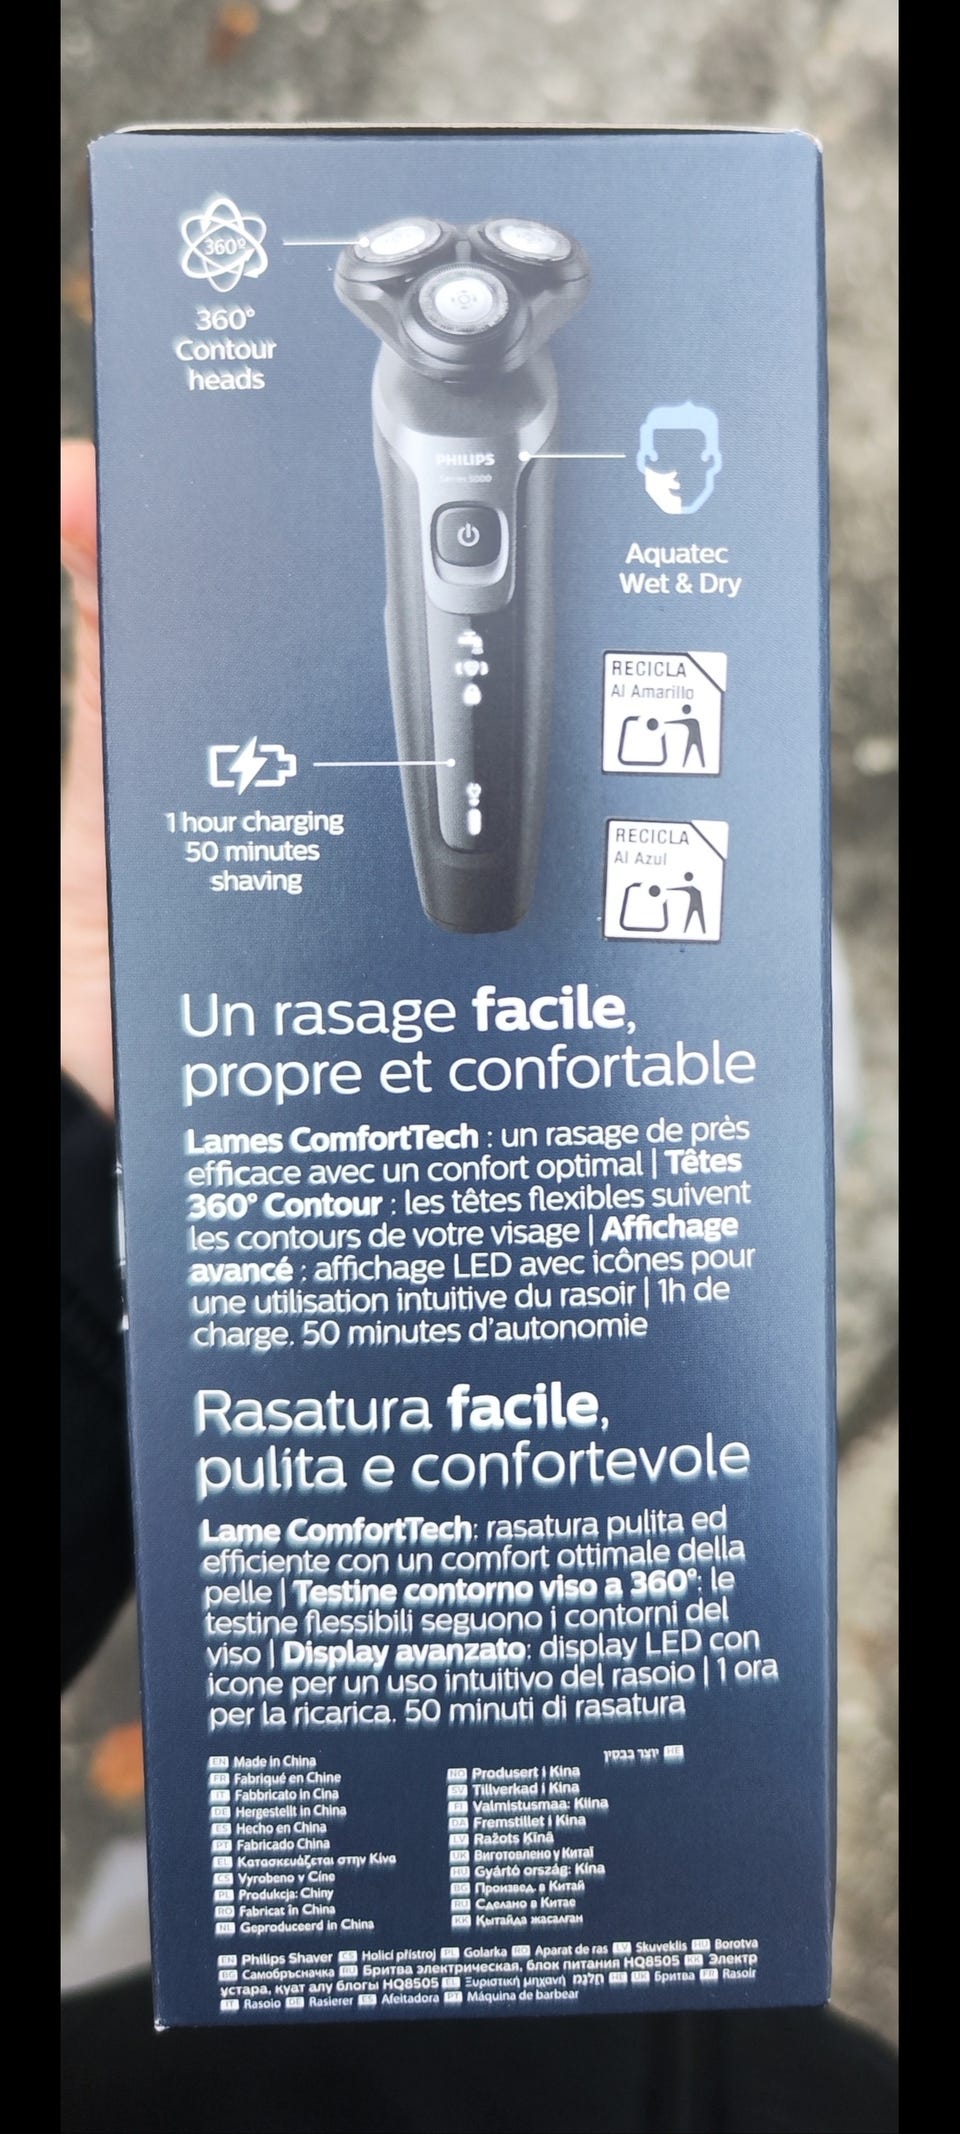 360°
360°
Contour
heads
PHILIPS
Series 5000
Aquatec
Wet & Dry
RECICLA
Al Amarillo
1 hour charging
50 minutes
shaving
RECICLA
Al Azul
Un rasage facile,
propre et confortable
Lames ComfortTech : un rasage de près
efficace avec un confort optimal | Têtes
360° Contour : les têtes flexibles suivent
les contours de votre visage | Affichage
avancé : affichage LED avec icônes pour
une utilisation intuitive du rasoir | 1h de
charge. 50 minutes d'autonomie
Rasatura facile,
pulita e confortevole
Lame ComfortTech: rasatura pulita ed
efficiente con un comfort ottimale della
pelle | Testine contorno viso a 360°: le
testine flessibili seguono i contorni del
viso | Display avanzato: display LED con
icone per un uso intuitivo del rasoio | 1 ora
per la ricarica. 50 minuti di rasatura
EN Made in China
FR Fabriqué en Chine
IT Fabbricato in Cina
DE Hergestellt in China
ES Hecho en China
PT Fabricado China
EL Κατασκευάζεται στην Κίνα
CS Vyrobeno v Číne
PL Produkcja: Chiny
RO Fabricat în China
NL Geproduceerd in China
HE יוצר בסין
NO Produsert i Kina
SV Tillverkad i Kina
FI Valmistusmaa: Kiina
DA Fremstillet i Kina
LV Ražots Ķīnā
UK Виготовлено у Китаї
HU Gyártó ország: Kína
BG Произвед. в Китай
RU Сделано в Китае
KK Қытайда жасалған
EN Philips Shaver CS Holicí přístroj PL Golarka RO Aparat de ras LV Skuveklis HU Borotva
BG Самобръсначка RU Бритва электрическая, блок питания HQ8505 KK Электр
ұстара, қуат алу блогы HQ8505 EL Ξυριστική μηχανή HE מכונת גילוח UK Бритва FR Rasoir
IT Rasoio DE Rasierer ES Afeitadora PT Máquina de barbear